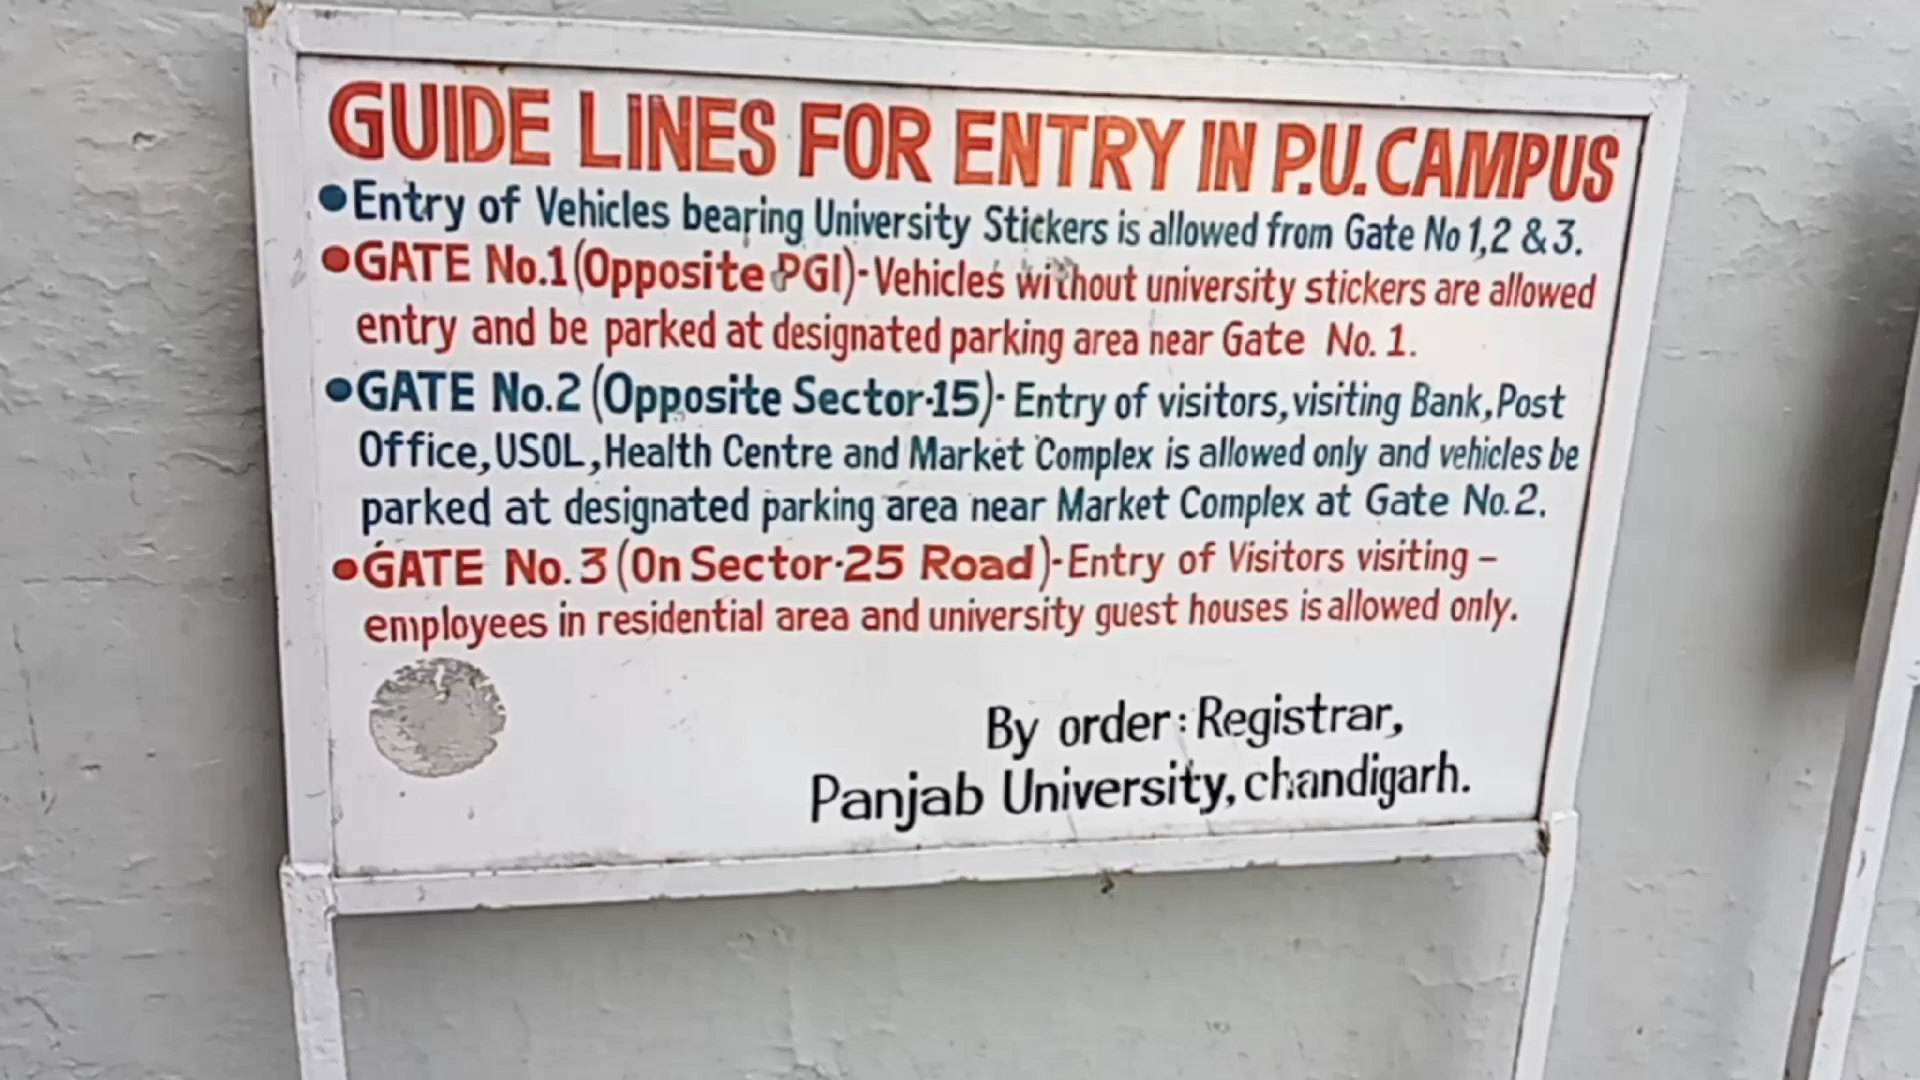 GUIDE LINES FOR ENTRY IN P.U. CAMPUS
•Entry of Vehicles bearing University Stickers is allowed from Gate No 1,2 & 3.
•GATE No.1 (Opposite PGI)- Vehicles without university stickers are allowed
entry and be parked at designated parking area near Gate No. 1.
•GATE No.2 (Opposite Sector-15)- Entry of visitors, visiting Bank, Post
Office, USOL, Health Centre and Market Complex is allowed only and vehicles be
parked at designated parking area near Market Complex at Gate No.2.
•GATE No. 3 (On Sector-25 Road)-Entry of Visitors visiting –
employees in residential area and university guest houses is allowed only.
By order: Registrar,
Panjab University, chandigarh.